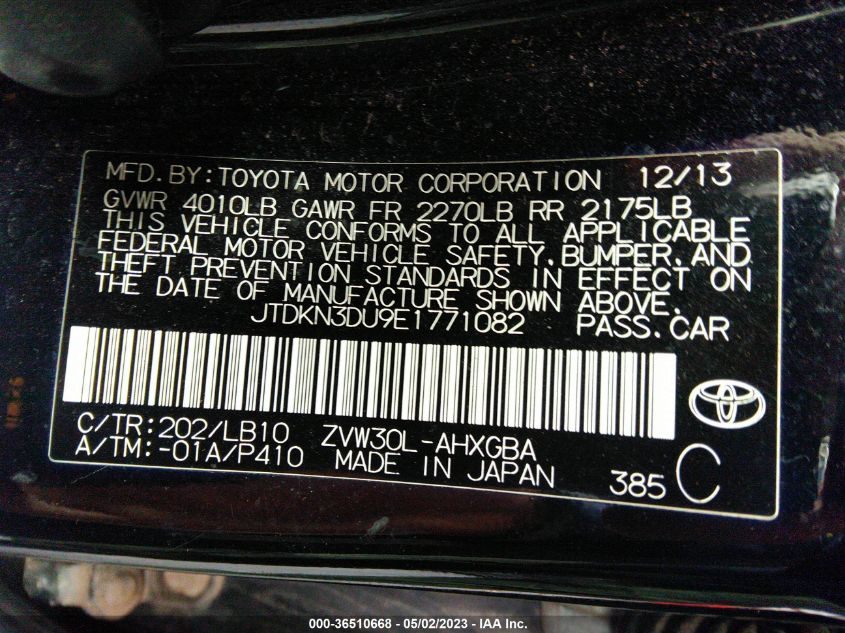 MFD.BY:TOYOTA MOTOR CORPORATION 12/13
GVWR 4010LB GAWR FR 2270LB RR 2175LB
THIS VEHICLE CONFORMS TO ALL APPLICABLE
FEDERAL MOTOR VEHICLE SAFETY,BUMPER,AND
THEFT PREVENTION STANDARDS IN EFFECT ON
THE DATE OF MANUFACTURE SHOWN ABOVE.
JTDKN3DU9E1771082 PASS.CAR
C/TR:202/LB10 ZVW30L-AHXGBA
A/TM:-01A/P410 MADE IN JAPAN 385 C
000-36510668 - 05/02/2023 - IAA Inc.